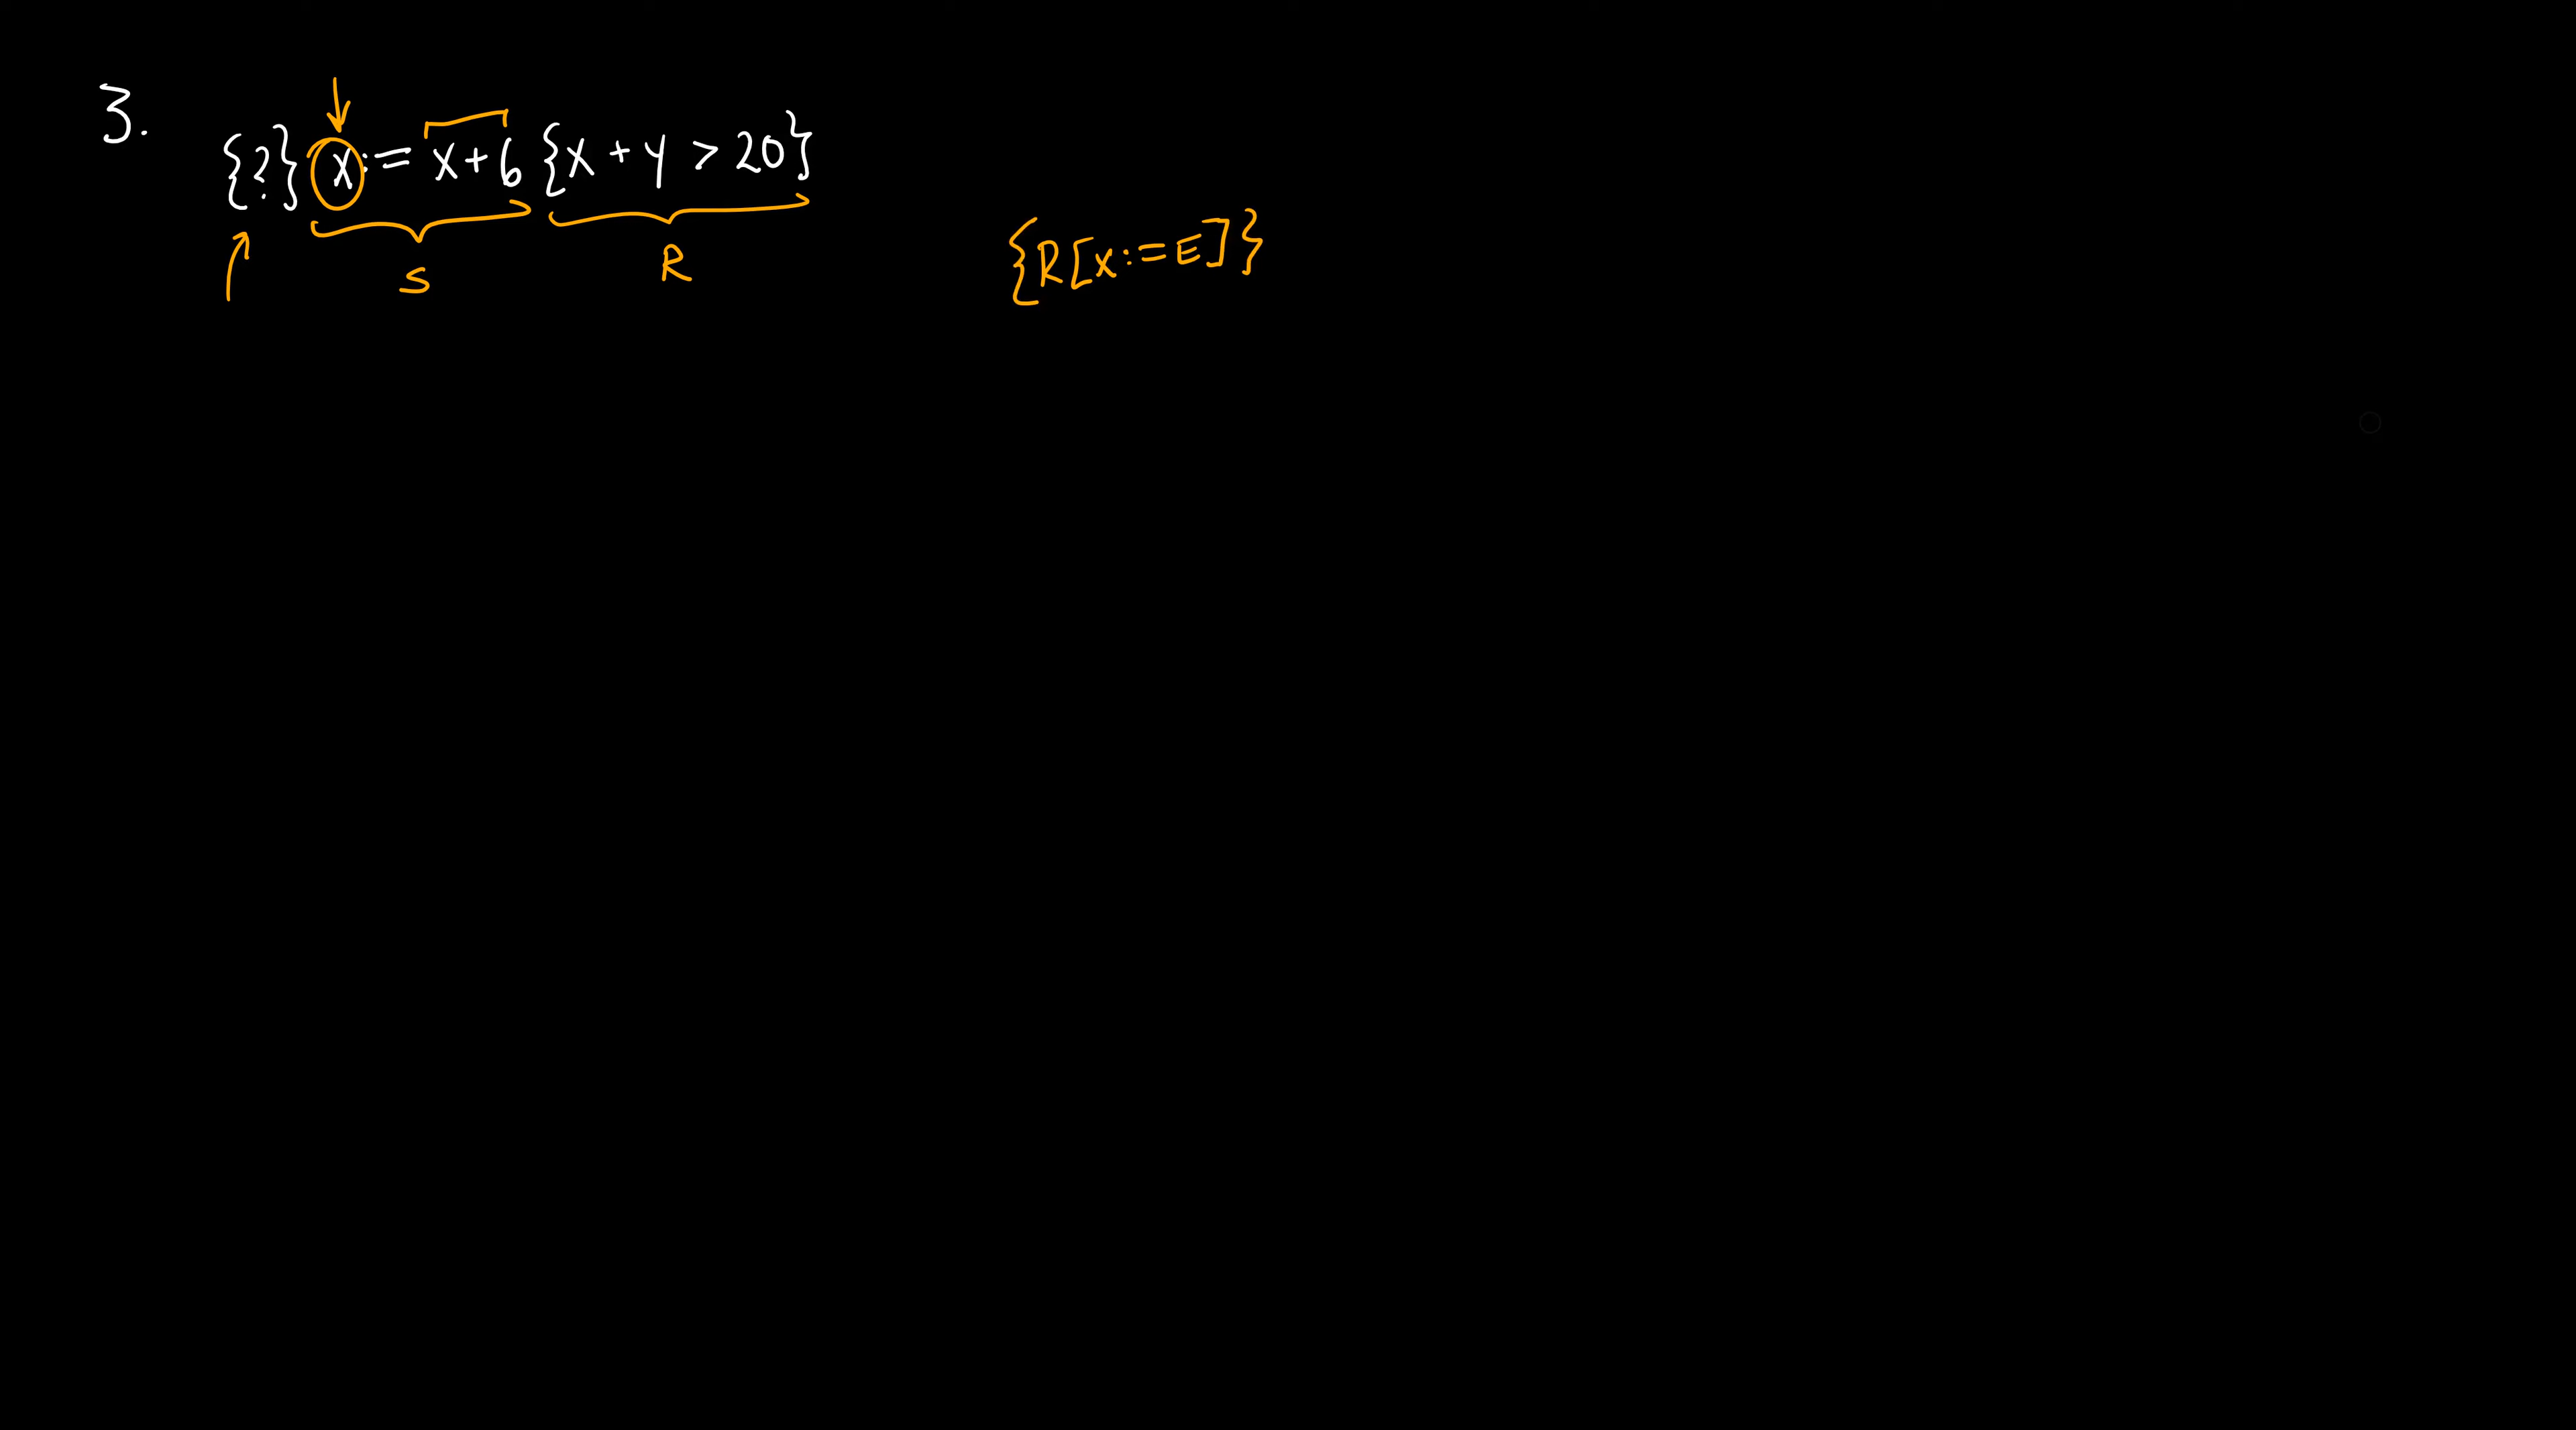 3.
{?} x := x + 6 {x + y > 20}
S R
{R[x:=E]}